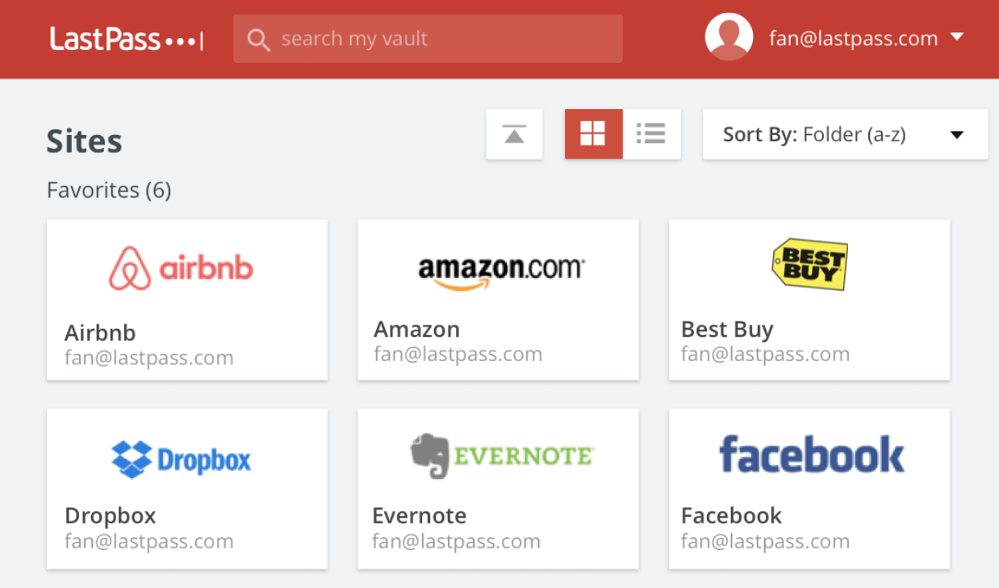 LastPass•••|
search my vault
fan@lastpass.com
Sites
Sort By: Folder (a-z)
Favorites (6)
airbnb
Airbnb
fan@lastpass.com
amazon.com
Amazon
fan@lastpass.com
BEST
BUY
Best Buy
fan@lastpass.com
Dropbox
Dropbox
fan@lastpass.com
EVERNOTE
Evernote
fan@lastpass.com
facebook
Facebook
fan@lastpass.com